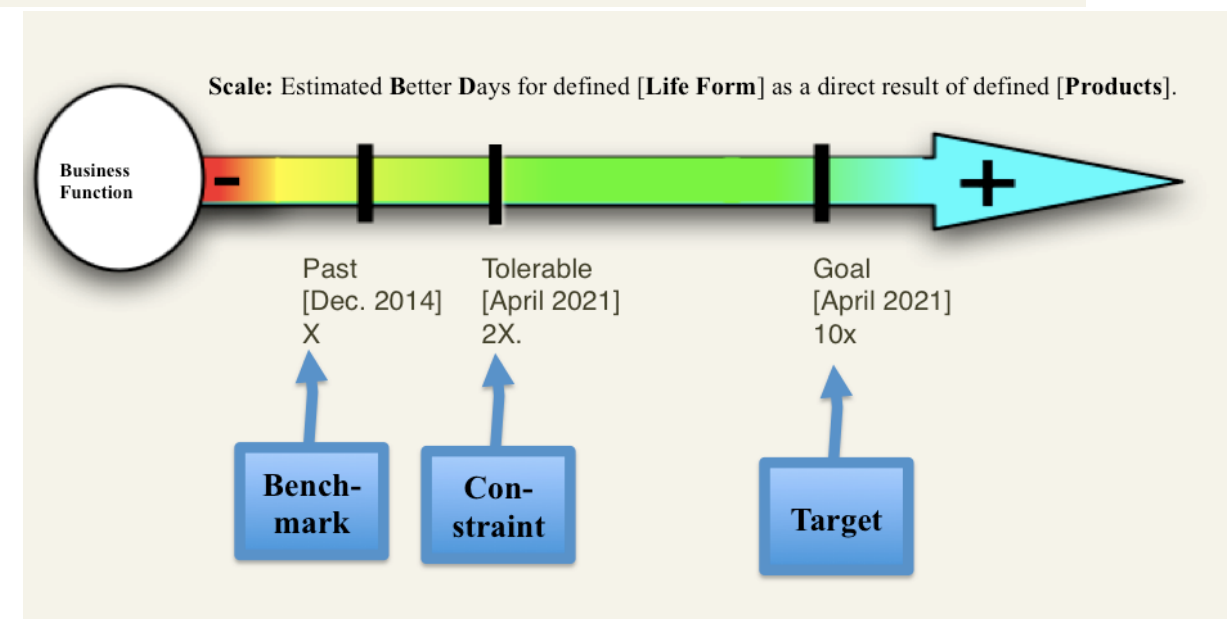 Scale: Estimated Better Days for defined [Life Form] as a direct result of defined [Products].
Business
Function
-
+
Past
[Dec. 2014]
X
Tolerable
[April 2021]
2X.
Goal
[April 2021]
10x
Bench-
mark
Con-
straint
Target